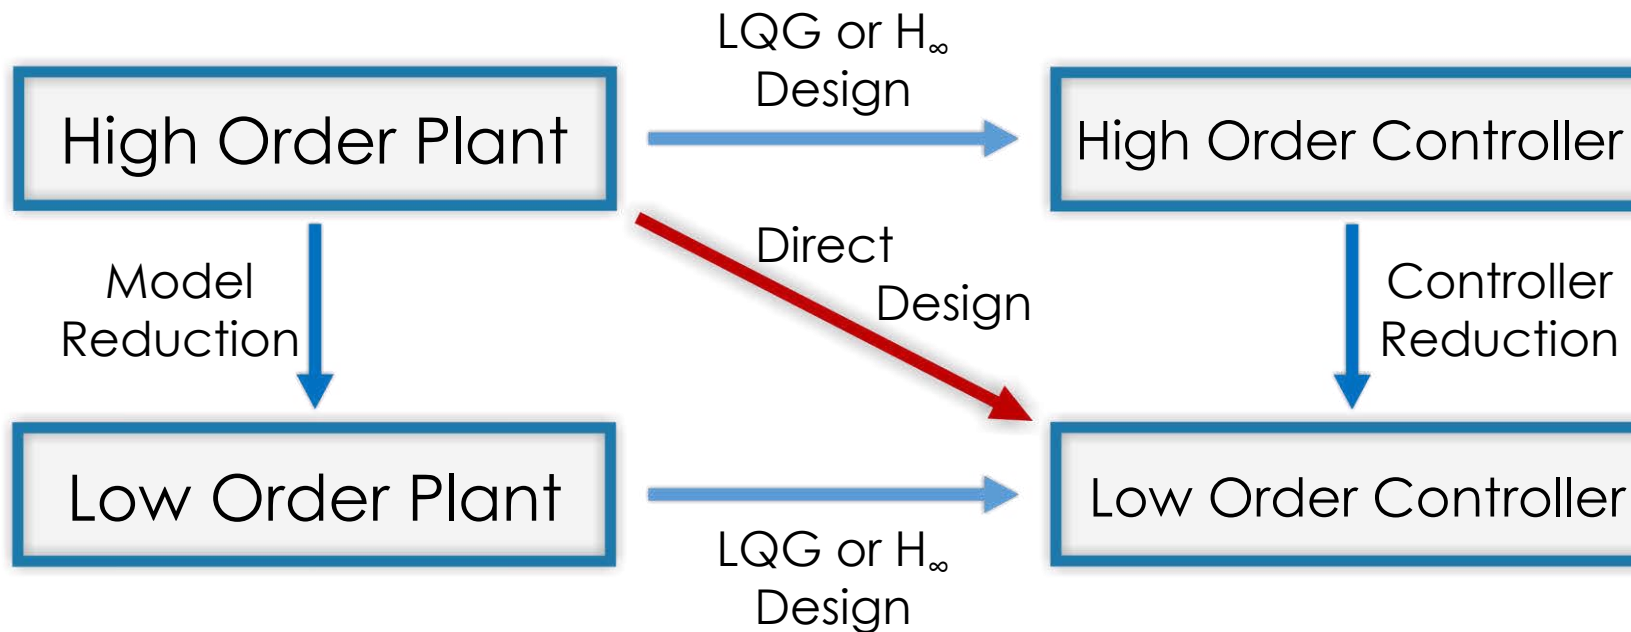 LQG or H∞
Design
High Order Plant
High Order Controller
Model
Reduction
Direct
Design
Controller
Reduction
Low Order Plant
Low Order Controller
LQG or H∞
Design